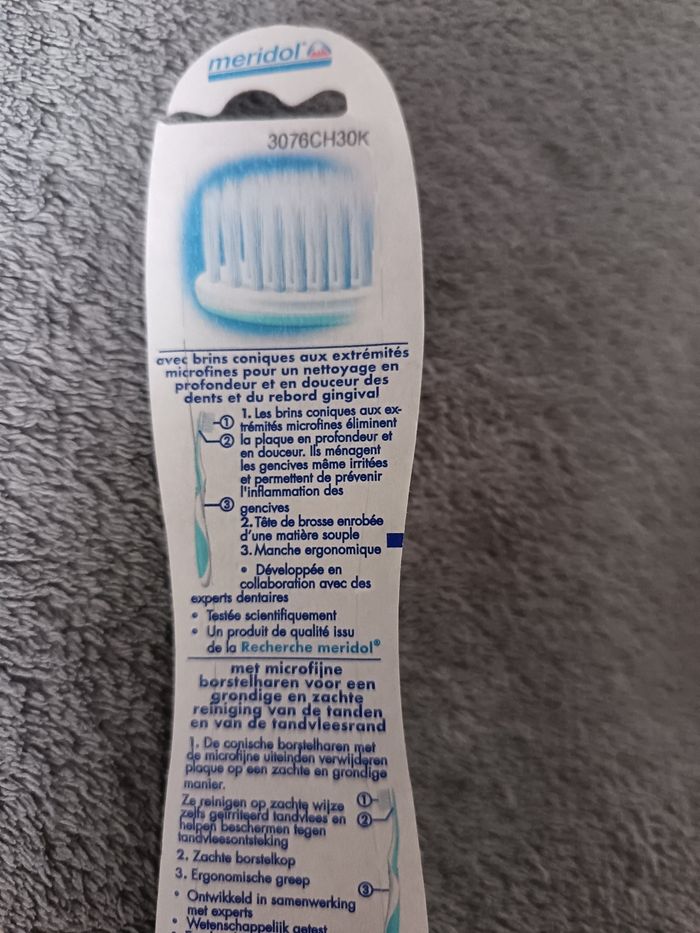 meridol®
3076CH30K
avec brins coniques aux extrémités
microfines pour un nettoyage en
profondeur et en douceur des
dents et du rebord gingival
1. Les brins coniques aux ex-
trémités microfines éliminent
la plaque en profondeur et
en douceur. Ils ménagent
les gencives même irritées
et permettent de prévenir
l'inflammation des
gencives
2. Tête de brosse enrobée
d'une matière souple
3. Manche ergonomique
1
2
3
• Développée en
collaboration avec des
experts dentaires
• Testée scientifiquement
• Un produit de qualité issu
de la Recherche meridol®
met microfijne
borstelharen voor een
grondige en zachte
reiniging van de tanden
en van de tandvleesrand
1. De conische borstelharen met
de microfijne uiteinden verwijderen
plaque op een zachte en grondige
manier.
Ze reinigen op zachte wijze
zelfs geïrriteerd tandvlees en
helpen beschermen tegen
tandvleesontsteking
2. Zachte borstelkop
3. Ergonomische greep
1
2
3
• Ontwikkeld in samenwerking
met experts
• Wetenschappelijk getest